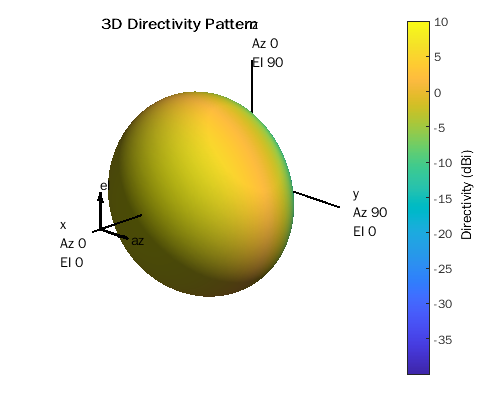 3D Directivity Pattern
z
Az 0
El 90
el
az
x
Az 0
El 0
y
Az 90
El 0
10
5
0
-5
-10
-15
-20
-25
-30
-35
Directivity (dBi)